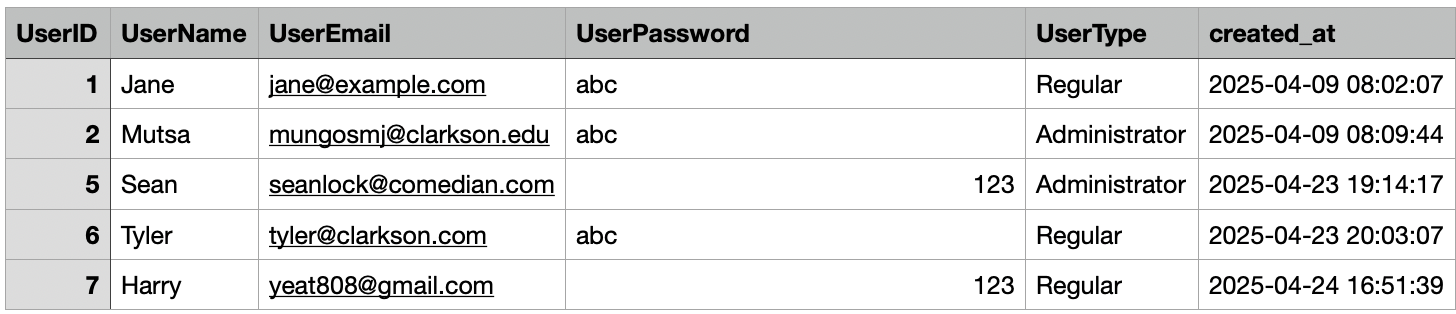 UserID UserName UserEmail UserPassword UserType created_at
1 Jane jane@example.com abc Regular 2025-04-09 08:02:07
2 Mutsa mungosmj@clarkson.edu abc Administrator 2025-04-09 08:09:44
5 Sean seanlock@comedian.com 123 Administrator 2025-04-23 19:14:17
6 Tyler tyler@clarkson.com abc Regular 2025-04-23 20:03:07
7 Harry yeat808@gmail.com 123 Regular 2025-04-24 16:51:39